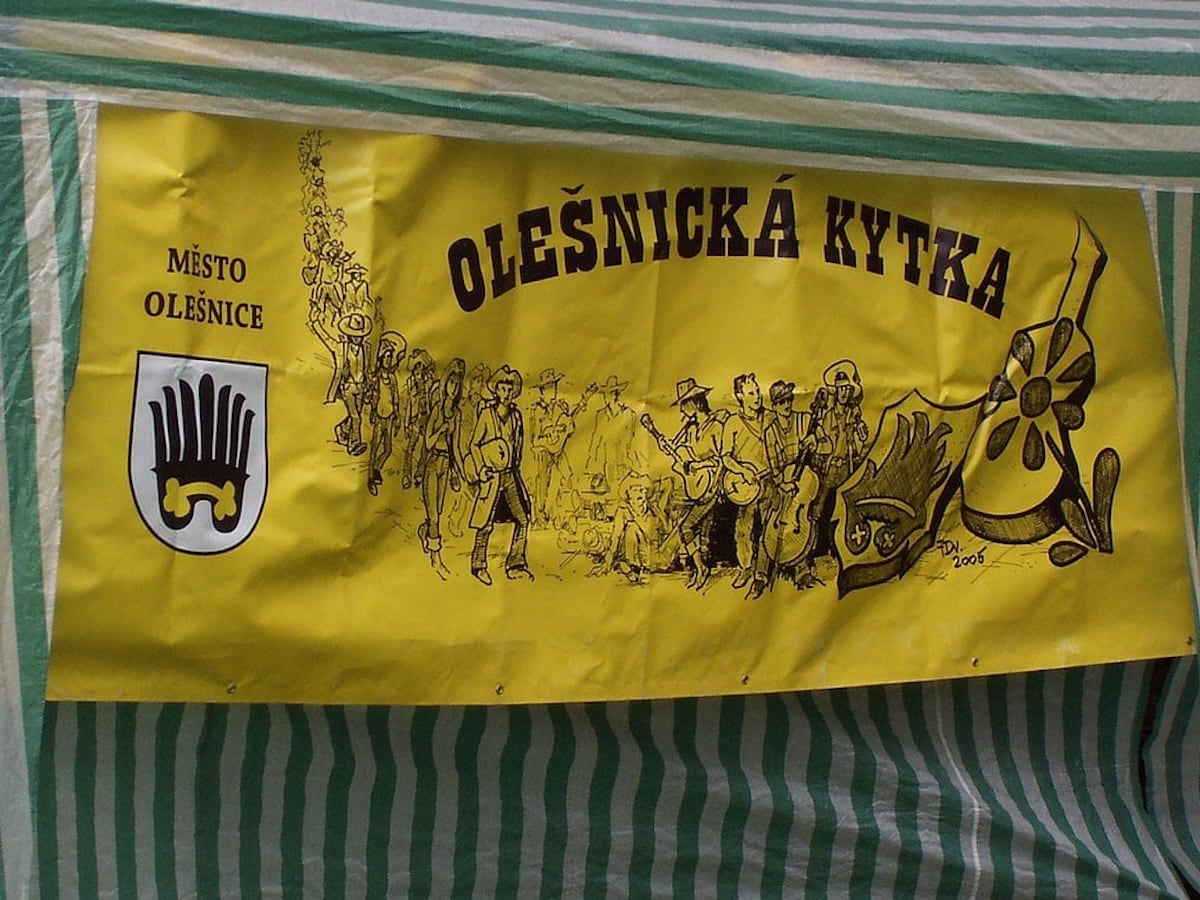 MĚSTO
OLEŠNICE
OLEŠNICKÁ KYTKA
2005